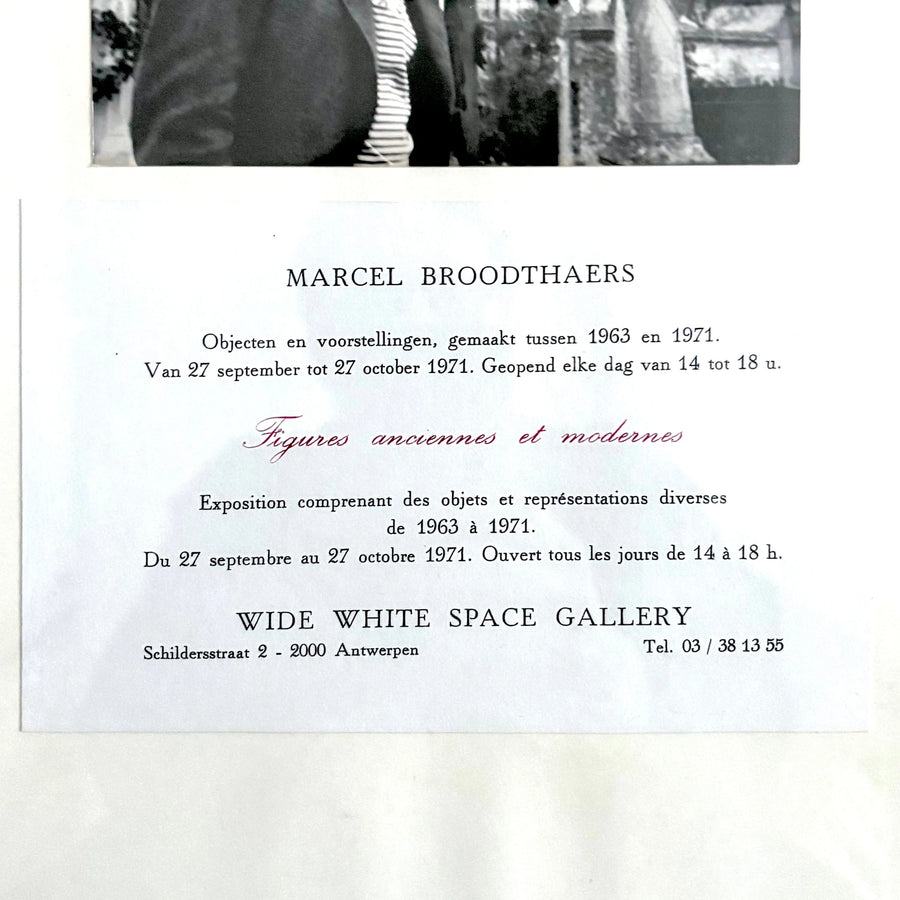 MARCEL BROODTHAERS
Objecten en voorstellingen, gemaakt tussen 1963 en 1971.
Van 27 september tot 27 october 1971. Geopend elke dag van 14 tot 18 u.
Figures anciennes et modernes
Exposition comprenant des objets et représentations diverses
de 1963 à 1971.
Du 27 septembre au 27 octobre 1971. Ouvert tous les jours de 14 à 18 h.
WIDE WHITE SPACE GALLERY
Schildersstraat 2 - 2000 Antwerpen Tel. 03 / 38 13 55